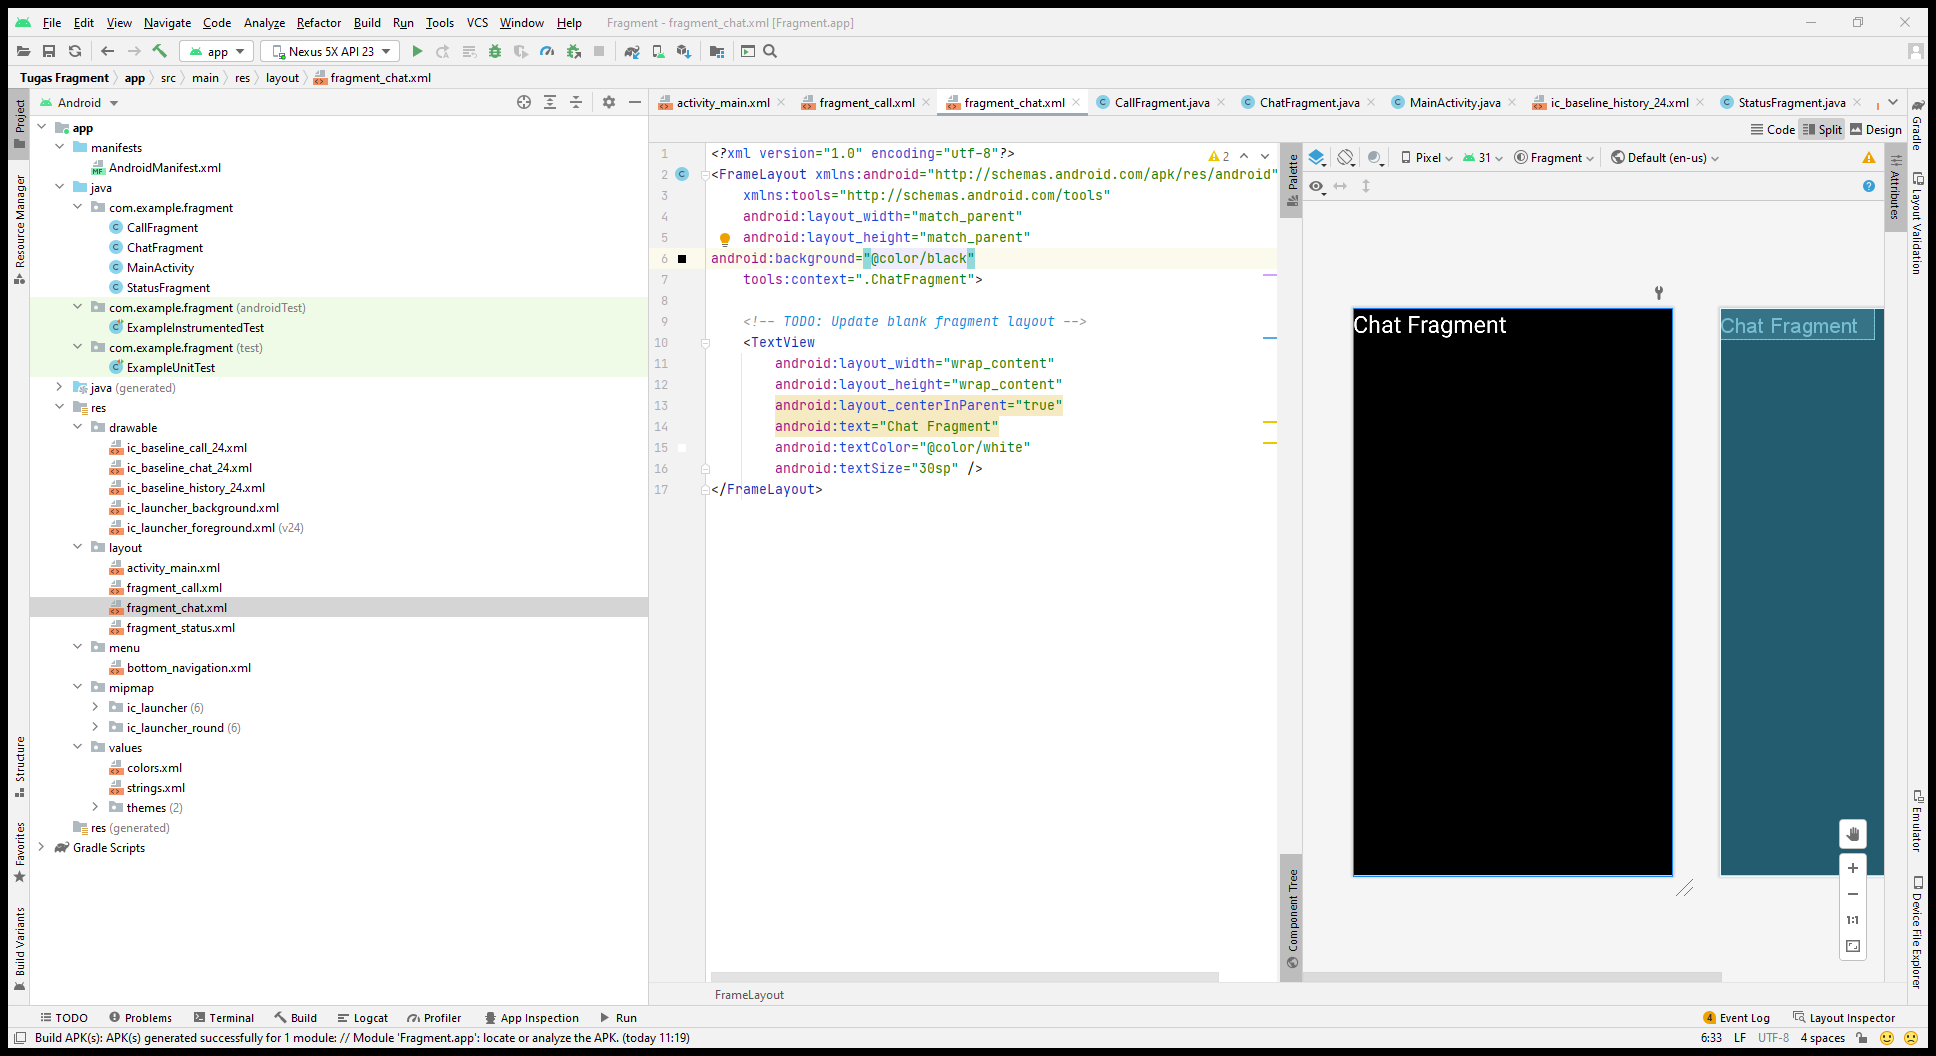 File Edit View Navigate Code Analyze Refactor Build Run Tools VCS Window Help Fragment - fragment_chat.xml [Fragment.app]
app Nexus 5X API 23
Tugas Fragment app src main res layout fragment_chat.xml
Project
Resource Manager
Structure
Favorites
Build Variants
Android
app
manifests
AndroidManifest.xml
java
com.example.fragment
CallFragment
ChatFragment
MainActivity
StatusFragment
com.example.fragment (androidTest)
ExampleInstrumentedTest
com.example.fragment (test)
ExampleUnitTest
java (generated)
res
drawable
ic_baseline_call_24.xml
ic_baseline_chat_24.xml
ic_baseline_history_24.xml
ic_launcher_background.xml
ic_launcher_foreground.xml (v24)
layout
activity_main.xml
fragment_call.xml
fragment_chat.xml
fragment_status.xml
menu
bottom_navigation.xml
mipmap
ic_launcher (6)
ic_launcher_round (6)
values
colors.xml
strings.xml
themes (2)
res (generated)
Gradle Scripts
activity_main.xml fragment_call.xml fragment_chat.xml CallFragment.java ChatFragment.java MainActivity.java ic_baseline_history_24.xml StatusFragment.java
Code Split Design
2
1 <?xml version="1.0" encoding="utf-8"?>
2 <FrameLayout xmlns:android="http://schemas.android.com/apk/res/android"
3 xmlns:tools="http://schemas.android.com/tools"
4 android:layout_width="match_parent"
5 android:layout_height="match_parent"
6 android:background="@color/black"
7 tools:context=".ChatFragment">
8
9 <!-- TODO: Update blank fragment layout -->
10 <TextView
11 android:layout_width="wrap_content"
12 android:layout_height="wrap_content"
13 android:layout_centerInParent="true"
14 android:text="Chat Fragment"
15 android:textColor="@color/white"
16 android:textSize="30sp" />
17 </FrameLayout>
FrameLayout
Palette
Component Tree
Pixel 31 Fragment Default (en-us)
Chat Fragment
Chat Fragment
1:1
Attributes
Gradle
Layout Validation
Emulator
Device File Explorer
TODO Problems Terminal Build Logcat Profiler App Inspection Run 4 Event Log Layout Inspector
Build APK(s): APK(s) generated successfully for 1 module: // Module 'Fragment.app': locate or analyze the APK. (today 11:19) 6:33 LF UTF-8 4 spaces